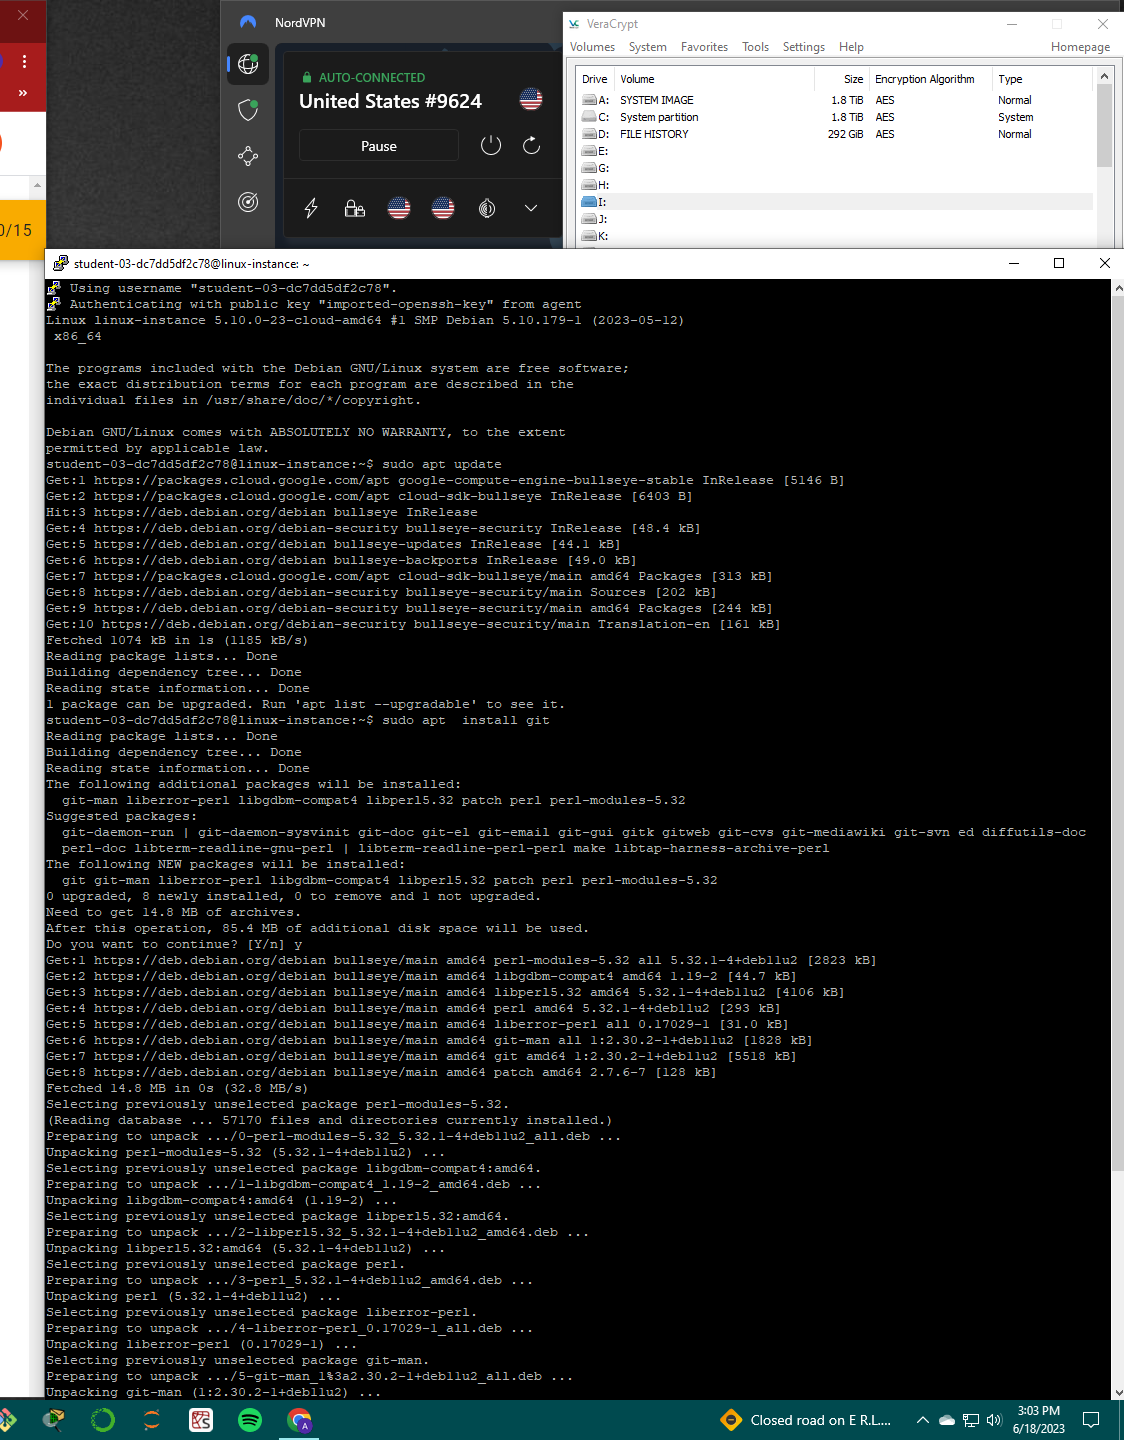 NordVPN
AUTO-CONNECTED
United States #9624
Pause
VeraCrypt
Volumes System Favorites Tools Settings Help Homepage
Drive Volume Size Encryption Algorithm Type
A: SYSTEM IMAGE 1.8 TiB AES Normal
C: System partition 1.8 TiB AES System
D: FILE HISTORY 292 GiB AES Normal
E:
G:
H:
I:
J:
K:
0/15
student-03-dc7dd5df2c78@linux-instance: ~
Using username "student-03-dc7dd5df2c78".
Authenticating with public key "imported-openssh-key" from agent
Linux linux-instance 5.10.0-23-cloud-amd64 #1 SMP Debian 5.10.179-1 (2023-05-12)
x86_64
The programs included with the Debian GNU/Linux system are free software;
the exact distribution terms for each program are described in the
individual files in /usr/share/doc/*/copyright.
Debian GNU/Linux comes with ABSOLUTELY NO WARRANTY, to the extent
permitted by applicable law.
student-03-dc7dd5df2c78@linux-instance:~$ sudo apt update
Get:1 https://packages.cloud.google.com/apt google-compute-engine-bullseye-stable InRelease [5146 B]
Get:2 https://packages.cloud.google.com/apt cloud-sdk-bullseye InRelease [6403 B]
Hit:3 https://deb.debian.org/debian bullseye InRelease
Get:4 https://deb.debian.org/debian-security bullseye-security InRelease [48.4 kB]
Get:5 https://deb.debian.org/debian bullseye-updates InRelease [44.1 kB]
Get:6 https://deb.debian.org/debian bullseye-backports InRelease [49.0 kB]
Get:7 https://packages.cloud.google.com/apt cloud-sdk-bullseye/main amd64 Packages [313 kB]
Get:8 https://deb.debian.org/debian-security bullseye-security/main Sources [202 kB]
Get:9 https://deb.debian.org/debian-security bullseye-security/main amd64 Packages [244 kB]
Get:10 https://deb.debian.org/debian-security bullseye-security/main Translation-en [161 kB]
Fetched 1074 kB in 1s (1185 kB/s)
Reading package lists... Done
Building dependency tree... Done
Reading state information... Done
1 package can be upgraded. Run 'apt list --upgradable' to see it.
student-03-dc7dd5df2c78@linux-instance:~$ sudo apt  install git
Reading package lists... Done
Building dependency tree... Done
Reading state information... Done
The following additional packages will be installed:
git-man liberror-perl libgdbm-compat4 libperl5.32 patch perl perl-modules-5.32
Suggested packages:
git-daemon-run | git-daemon-sysvinit git-doc git-el git-email git-gui gitk gitweb git-cvs git-mediawiki git-svn ed diffutils-doc
perl-doc libterm-readline-gnu-perl | libterm-readline-perl-perl make libtap-harness-archive-perl
The following NEW packages will be installed:
git git-man liberror-perl libgdbm-compat4 libperl5.32 patch perl perl-modules-5.32
0 upgraded, 8 newly installed, 0 to remove and 1 not upgraded.
Need to get 14.8 MB of archives.
After this operation, 85.4 MB of additional disk space will be used.
Do you want to continue? [Y/n] y
Get:1 https://deb.debian.org/debian bullseye/main amd64 perl-modules-5.32 all 5.32.1-4+deb11u2 [2823 kB]
Get:2 https://deb.debian.org/debian bullseye/main amd64 libgdbm-compat4 amd64 1.19-2 [44.7 kB]
Get:3 https://deb.debian.org/debian bullseye/main amd64 libperl5.32 amd64 5.32.1-4+deb11u2 [4106 kB]
Get:4 https://deb.debian.org/debian bullseye/main amd64 perl amd64 5.32.1-4+deb11u2 [293 kB]
Get:5 https://deb.debian.org/debian bullseye/main amd64 liberror-perl all 0.17029-1 [31.0 kB]
Get:6 https://deb.debian.org/debian bullseye/main amd64 git-man all 1:2.30.2-1+deb11u2 [1828 kB]
Get:7 https://deb.debian.org/debian bullseye/main amd64 git amd64 1:2.30.2-1+deb11u2 [5518 kB]
Get:8 https://deb.debian.org/debian bullseye/main amd64 patch amd64 2.7.6-7 [128 kB]
Fetched 14.8 MB in 0s (32.8 MB/s)
Selecting previously unselected package perl-modules-5.32.
(Reading database ... 57170 files and directories currently installed.)
Preparing to unpack .../0-perl-modules-5.32_5.32.1-4+deb11u2_all.deb ...
Unpacking perl-modules-5.32 (5.32.1-4+deb11u2) ...
Selecting previously unselected package libgdbm-compat4:amd64.
Preparing to unpack .../1-libgdbm-compat4_1.19-2_amd64.deb ...
Unpacking libgdbm-compat4:amd64 (1.19-2) ...
Selecting previously unselected package libperl5.32:amd64.
Preparing to unpack .../2-libperl5.32_5.32.1-4+deb11u2_amd64.deb ...
Unpacking libperl5.32:amd64 (5.32.1-4+deb11u2) ...
Selecting previously unselected package perl.
Preparing to unpack .../3-perl_5.32.1-4+deb11u2_amd64.deb ...
Unpacking perl (5.32.1-4+deb11u2) ...
Selecting previously unselected package liberror-perl.
Preparing to unpack .../4-liberror-perl_0.17029-1_all.deb ...
Unpacking liberror-perl (0.17029-1) ...
Selecting previously unselected package git-man.
Preparing to unpack .../5-git-man_1%3a2.30.2-1+deb11u2_all.deb ...
Unpacking git-man (1:2.30.2-1+deb11u2) ...
A
Closed road on E R.L....
3:03 PM
6/18/2023